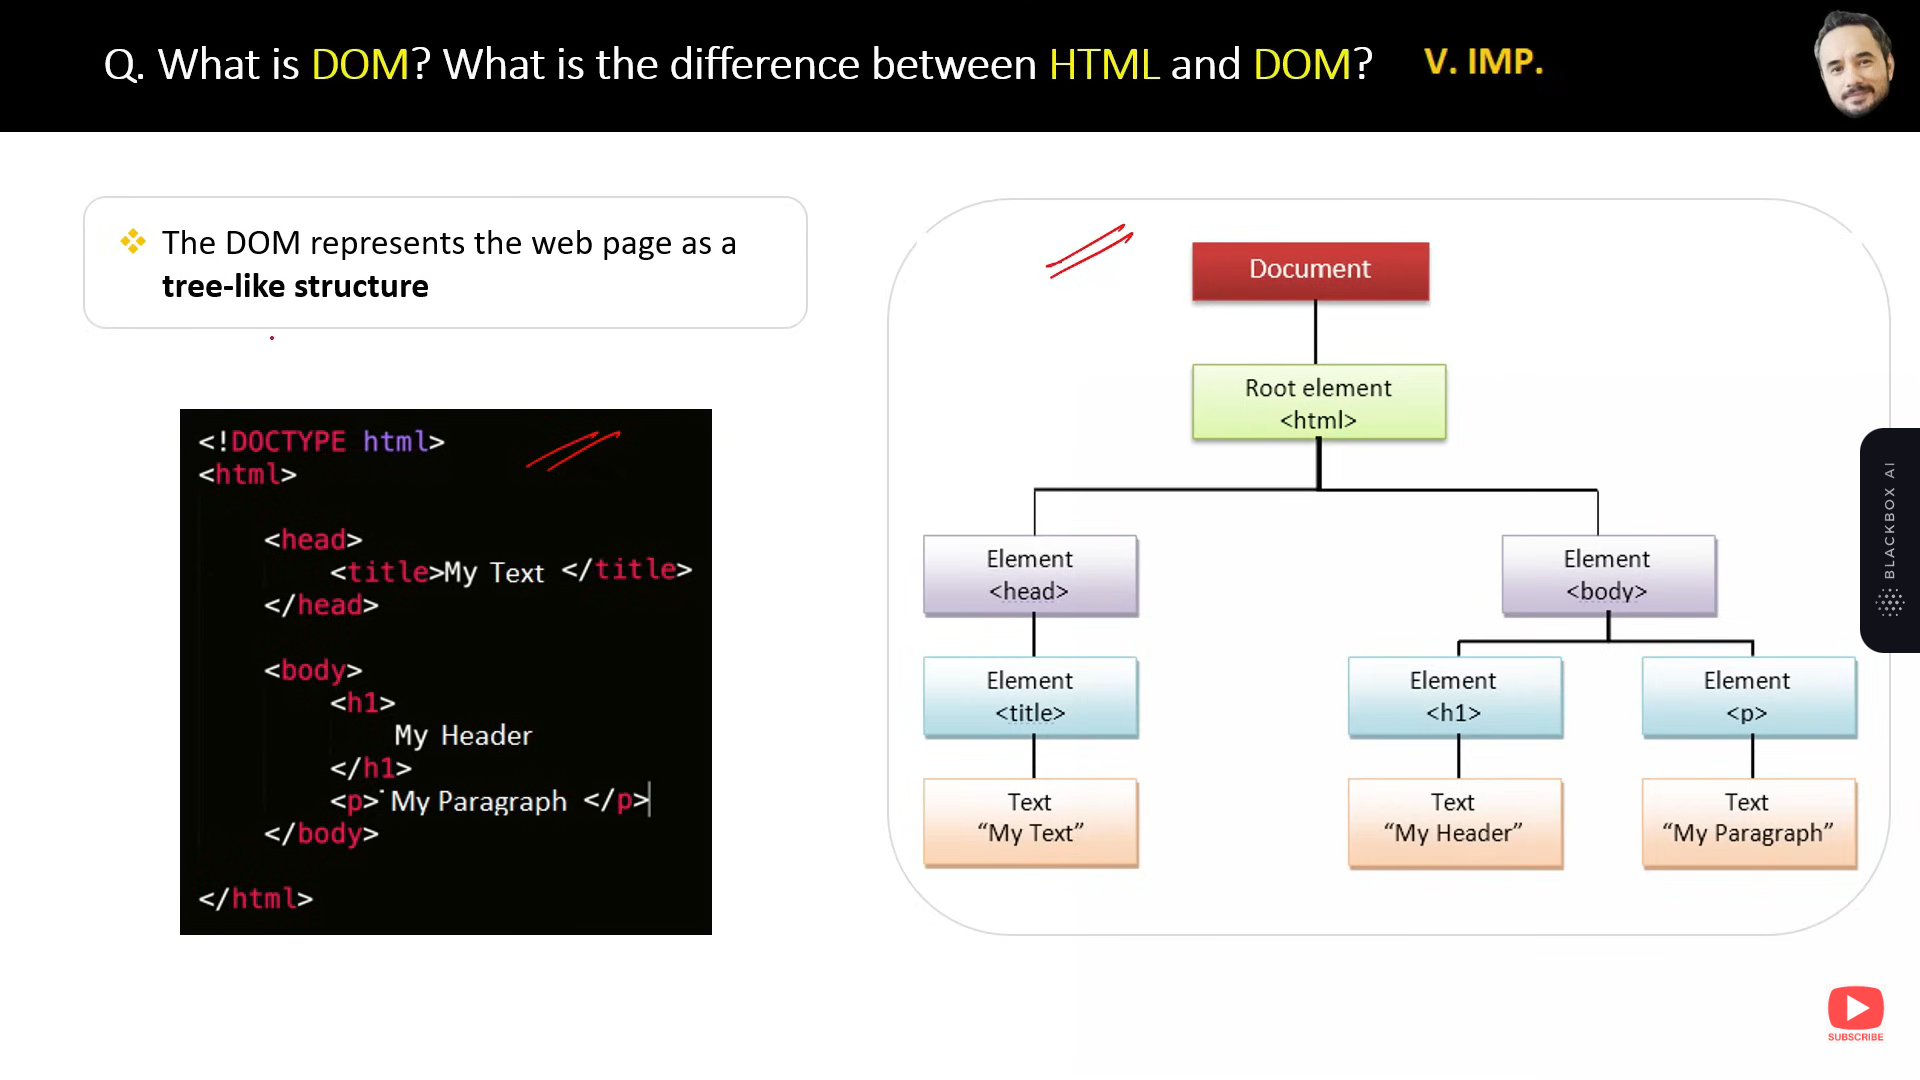 Q. What is DOM? What is the difference between HTML and DOM?
V. IMP.
The DOM represents the web page as a
tree-like structure
<!DOCTYPE html>
<html>
<head>
<title>My Text </title>
</head>
<body>
<h1>
My Header
</h1>
<p> My Paragraph </p>
</body>
</html>
Document
Root element
<html>
Element
<head>
Element
<body>
Element
<title>
Element
<h1>
Element
<p>
Text
“My Text”
Text
“My Header”
Text
“My Paragraph”
BLACKBOX AI
SUBSCRIBE